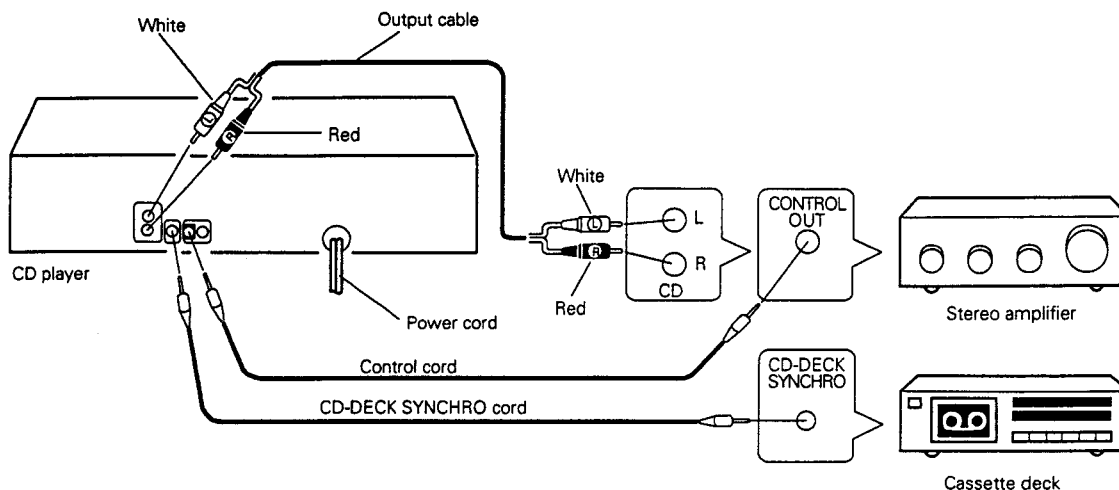 White
Output cable
L
R
Red
White
L
R
Red
L
R
CD
CONTROL
OUT
CD player
Power cord
Stereo amplifier
Control cord
CD-DECK SYNCHRO cord
CD-DECK
SYNCHRO
Cassette deck